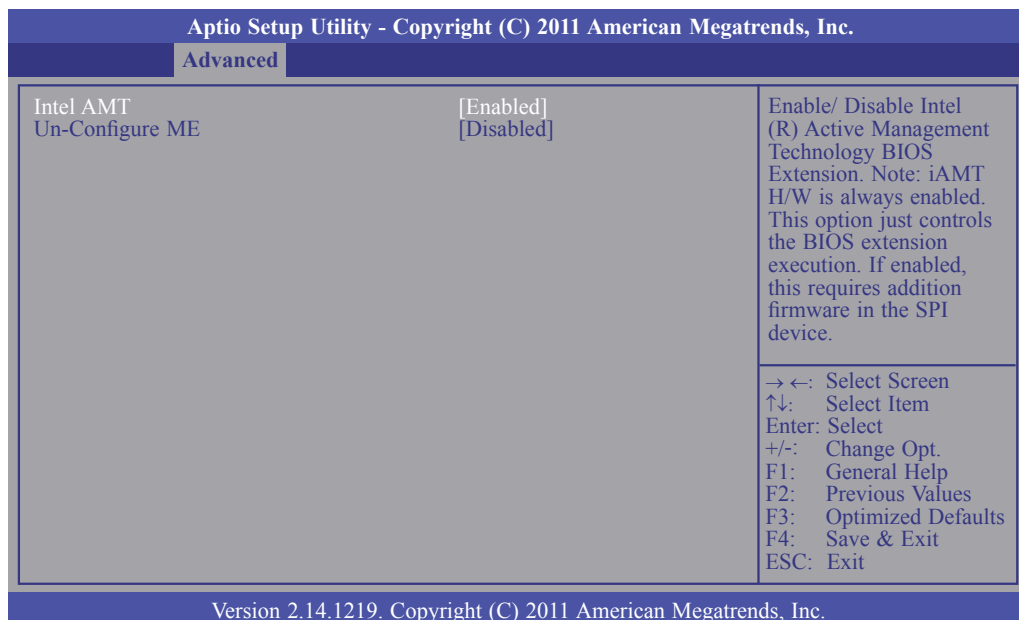 Aptio Setup Utility - Copyright (C) 2011 American Megatrends, Inc.
Advanced
Intel AMT [Enabled]
Un-Configure ME [Disabled]
Enable/ Disable Intel
(R) Active Management
Technology BIOS
Extension. Note: iAMT
H/W is always enabled.
This option just controls
the BIOS extension
execution. If enabled,
this requires addition
firmware in the SPI
device.
→ ←: Select Screen
↑↓: Select Item
Enter: Select
+/-: Change Opt.
F1: General Help
F2: Previous Values
F3: Optimized Defaults
F4: Save & Exit
ESC: Exit
Version 2.14.1219. Copyright (C) 2011 American Megatrends, Inc.